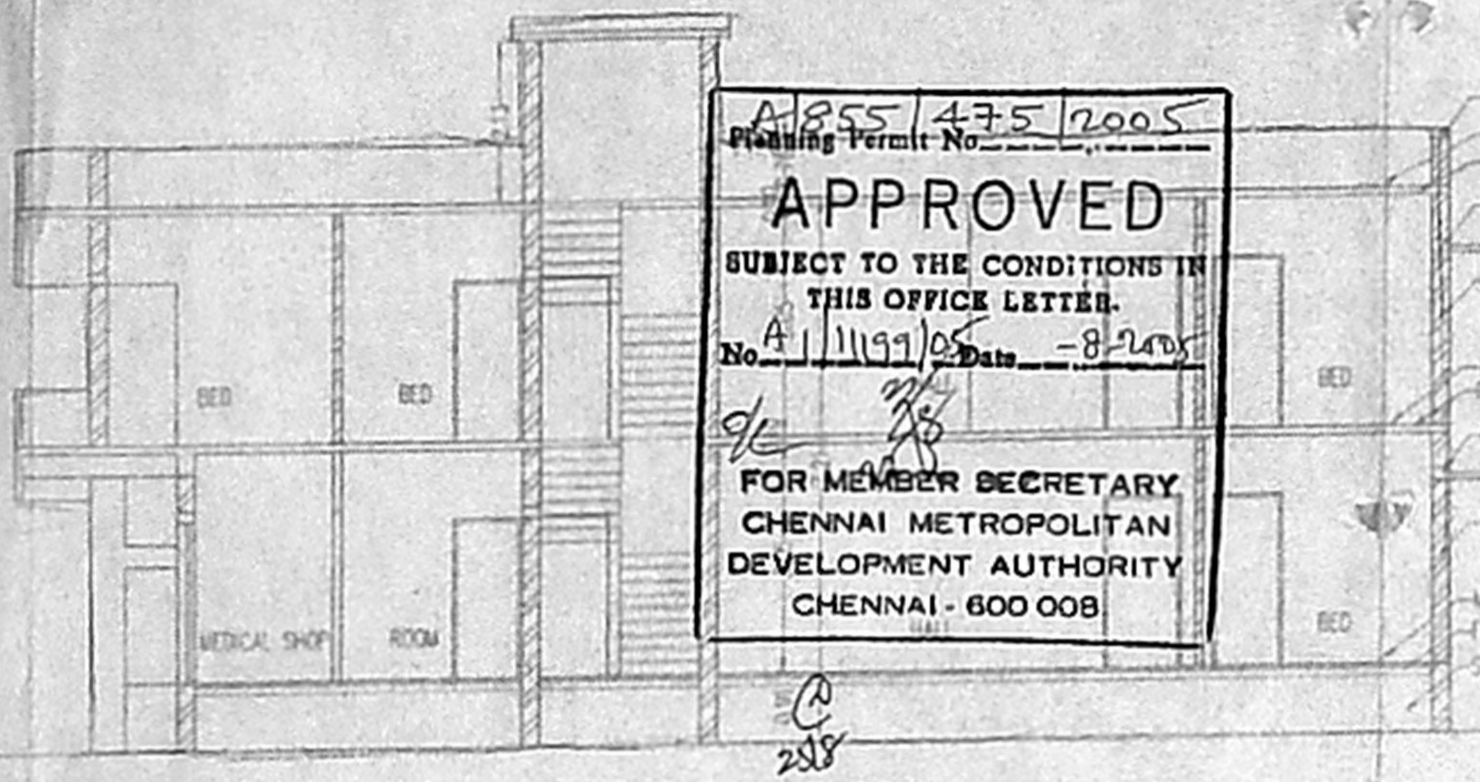 A/855/475/2005
Planning Permit No
APPROVED
SUBJECT TO THE CONDITIONS IN
THIS OFFICE LETTER.
No A1/11199/05 Date -8-2005
FOR MEMBER SECRETARY
CHENNAI METROPOLITAN
DEVELOPMENT AUTHORITY
CHENNAI - 600 008
BED
BED
BED
MEDICAL SHOP
ROOM
HALL
BED